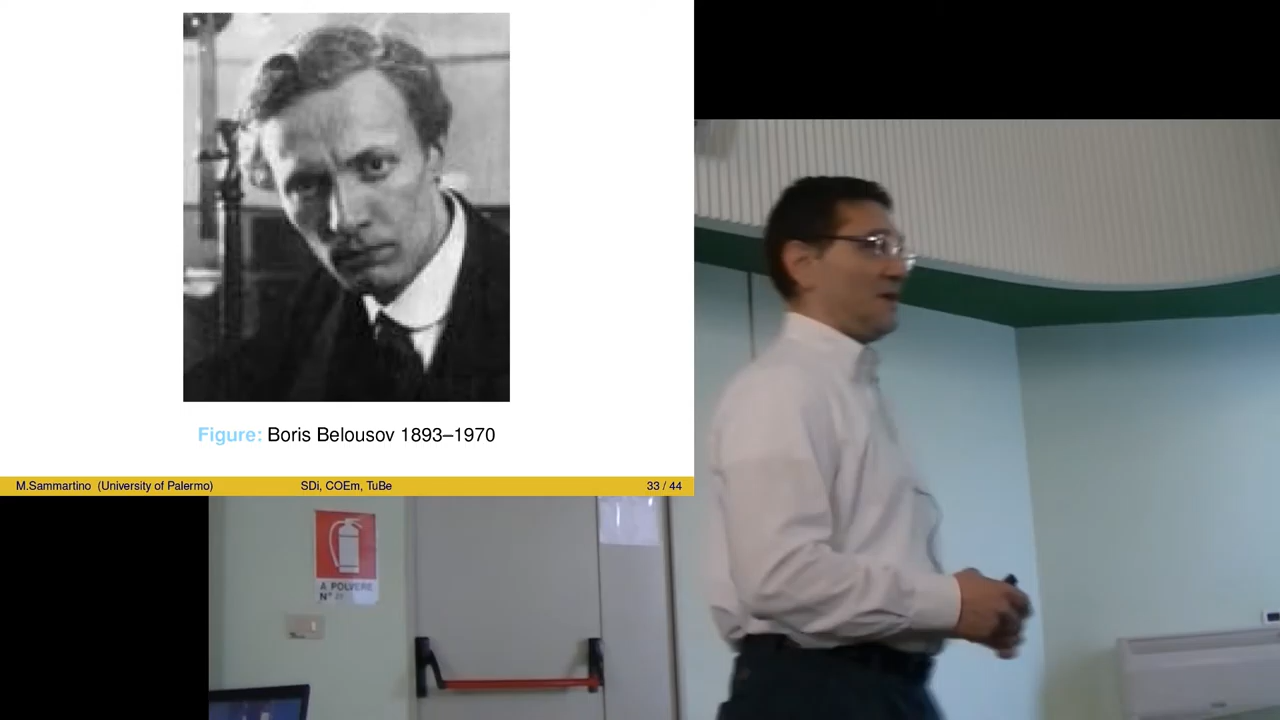 Figure: Boris Belousov 1893–1970
M.Sammartino (University of Palermo) SDi, COEm, TuBe 33 / 44
A POLVERE
N°